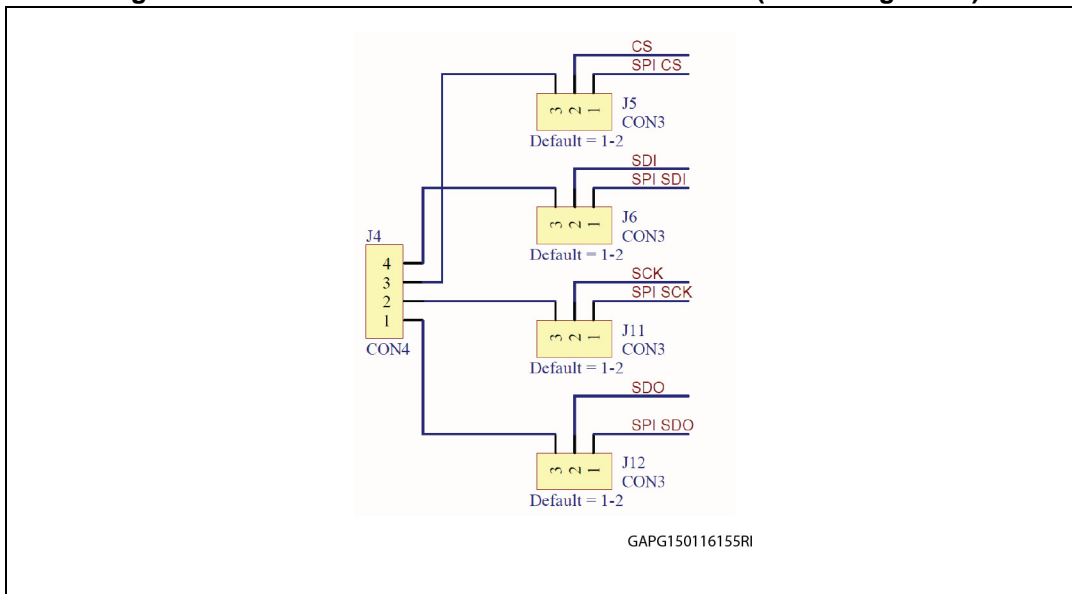 CS
SPI CS
3 2 1
J5
CON3
Default = 1-2
SDI
SPI SDI
3 2 1
J6
CON3
Default = 1-2
J4
4
3
2
1
CON4
SCK
SPI SCK
3 2 1
J11
CON3
Default = 1-2
SDO
SPI SDO
3 2 1
J12
CON3
Default = 1-2
GAPG150116155RI